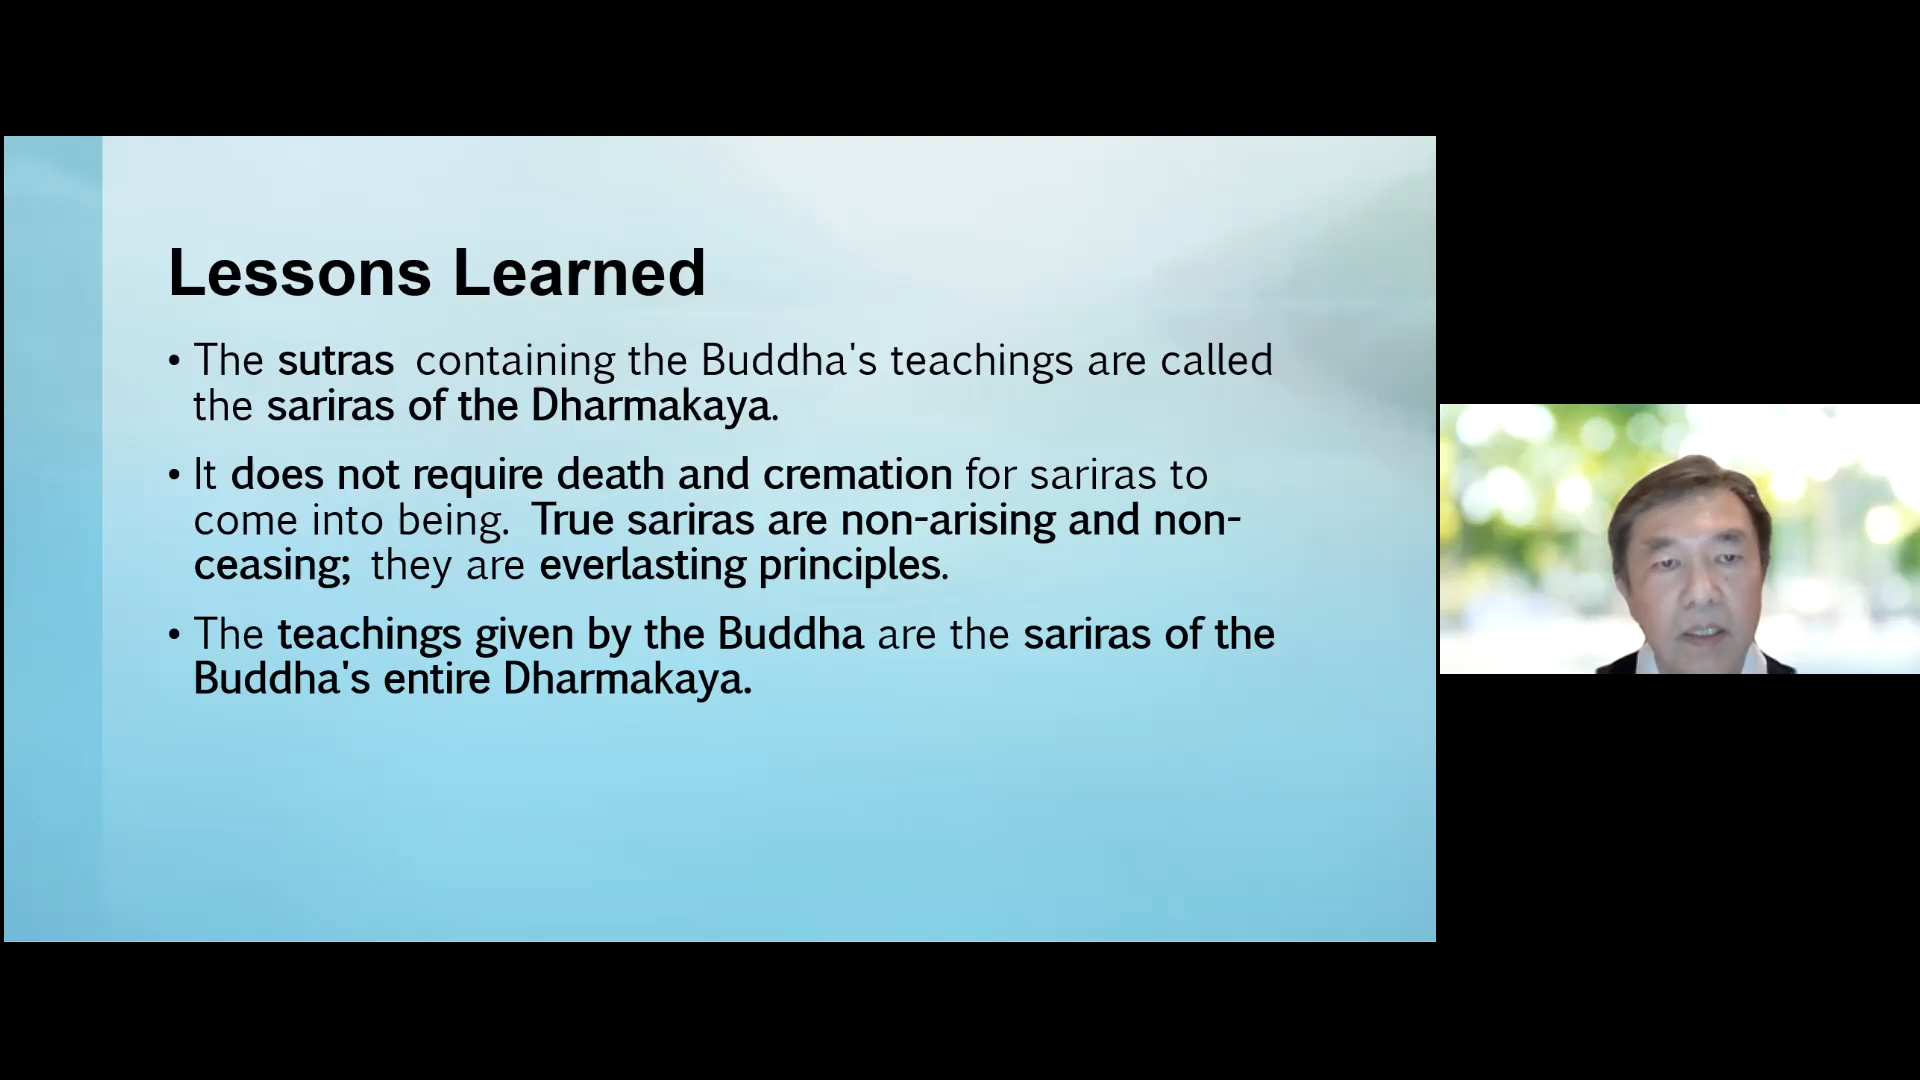 Lessons Learned
• The sutras containing the Buddha's teachings are called
the sariras of the Dharmakaya.
• It does not require death and cremation for sariras to
come into being. True sariras are non-arising and non-
ceasing; they are everlasting principles.
• The teachings given by the Buddha are the sariras of the
Buddha's entire Dharmakaya.